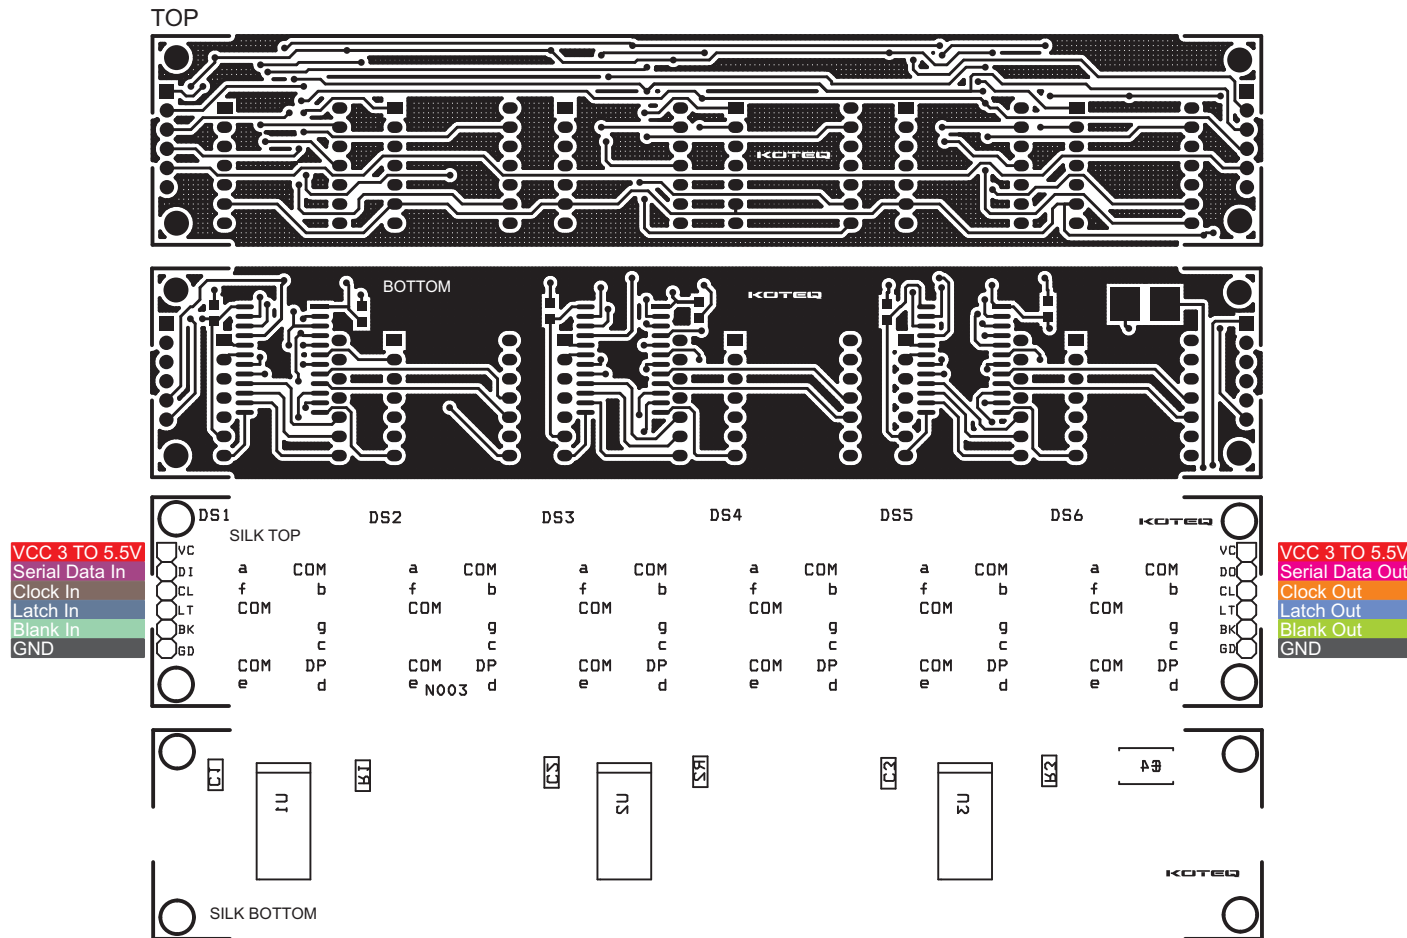 TOP
KOTEQ
BOTTOM
KOTEQ
DS1 DS2 DS3 DS4 DS5 DS6 KOTEQ
SILK TOP
VCC 3 TO 5.5V VC VC VCC 3 TO 5.5V
Serial Data In DI a COM a COM a COM a COM a COM a COM DO Serial Data Out
Clock In CL f b f b f b f b f b f b CL Clock Out
Latch In LT COM COM COM COM COM COM LT Latch Out
Blank In BK g g g g g g BK Blank Out
GND GD c c c c c c GD GND
COM DP COM DP COM DP COM DP COM DP COM DP
e d e N003 d e d e d e d e d
C1 R1 C2 R2 C3 R3
U1 U2 U3
KOTEQ
SILK BOTTOM